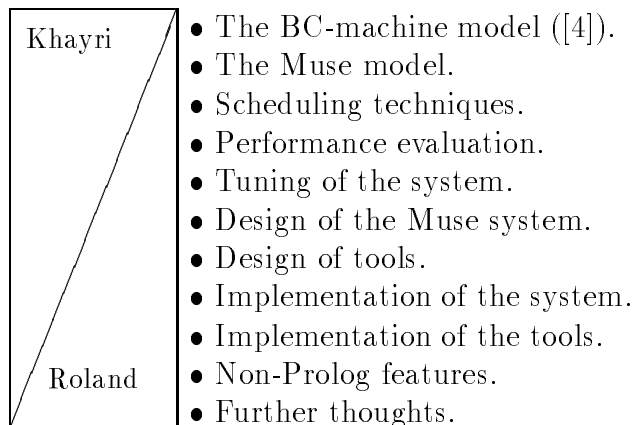 Khayri
• The BC-machine model ([4]).
• The Muse model.
• Scheduling techniques.
• Performance evaluation.
• Tuning of the system.
• Design of the Muse system.
• Design of tools.
• Implementation of the system.
• Implementation of the tools.
Roland
• Non-Prolog features.
• Further thoughts.